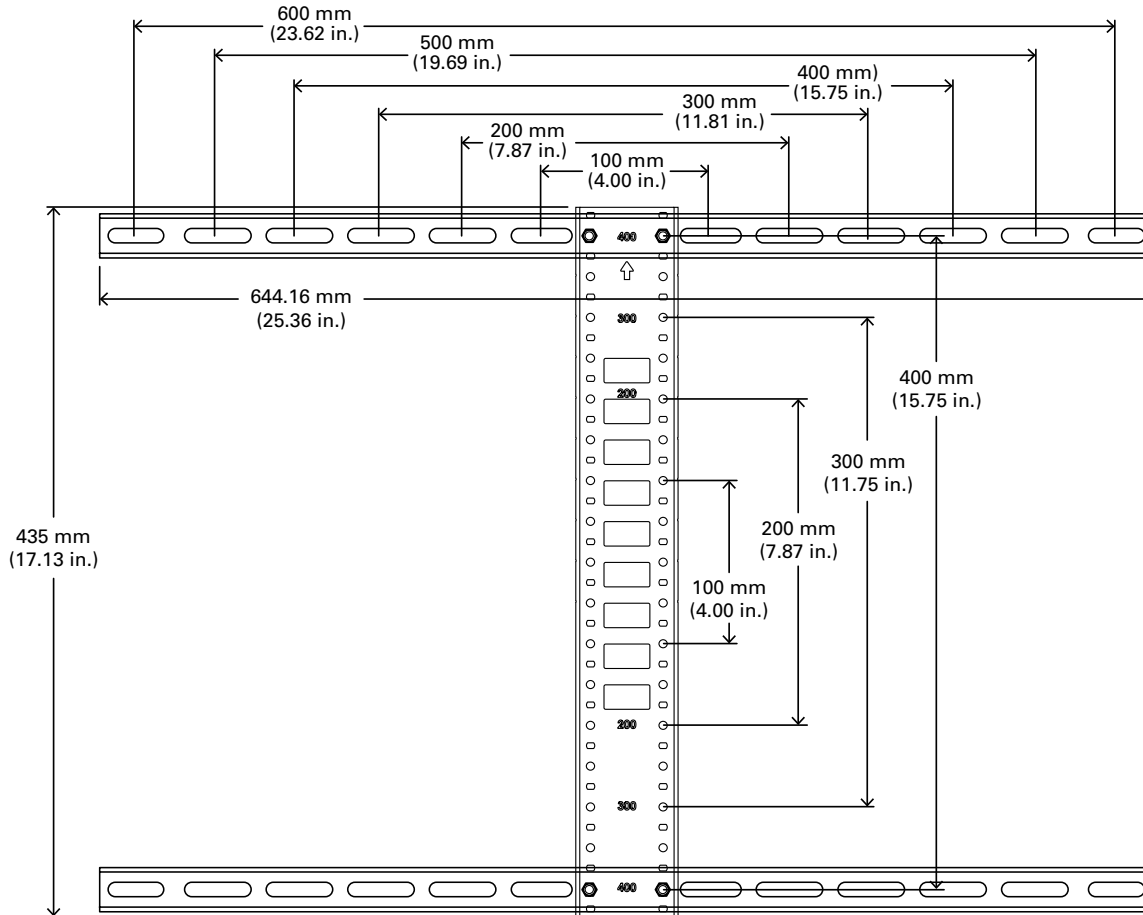 600 mm
(23.62 in.)
500 mm
(19.69 in.)
400 mm)
(15.75 in.)
300 mm
(11.81 in.)
200 mm
(7.87 in.)
100 mm
(4.00 in.)
400
644.16 mm
(25.36 in.)
300
400 mm
(15.75 in.)
200
300 mm
(11.75 in.)
435 mm
(17.13 in.)
200 mm
(7.87 in.)
100 mm
(4.00 in.)
200
300
400